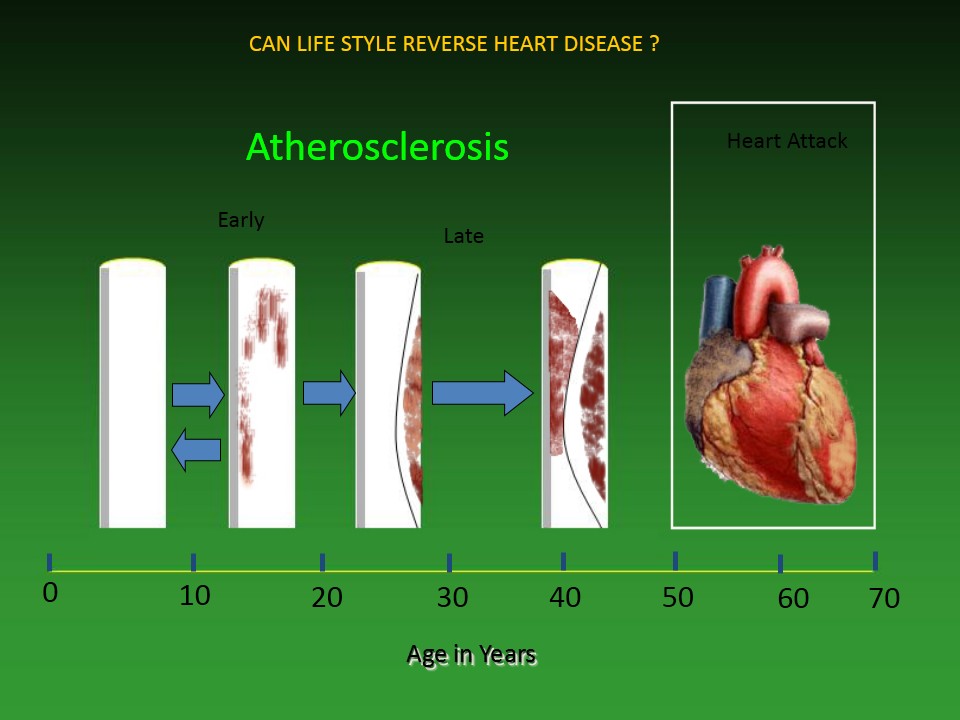 CAN LIFE STYLE REVERSE HEART DISEASE ?
Atherosclerosis
Heart Attack
Early
Late
0 10 20 30 40 50 60 70
Age in Years